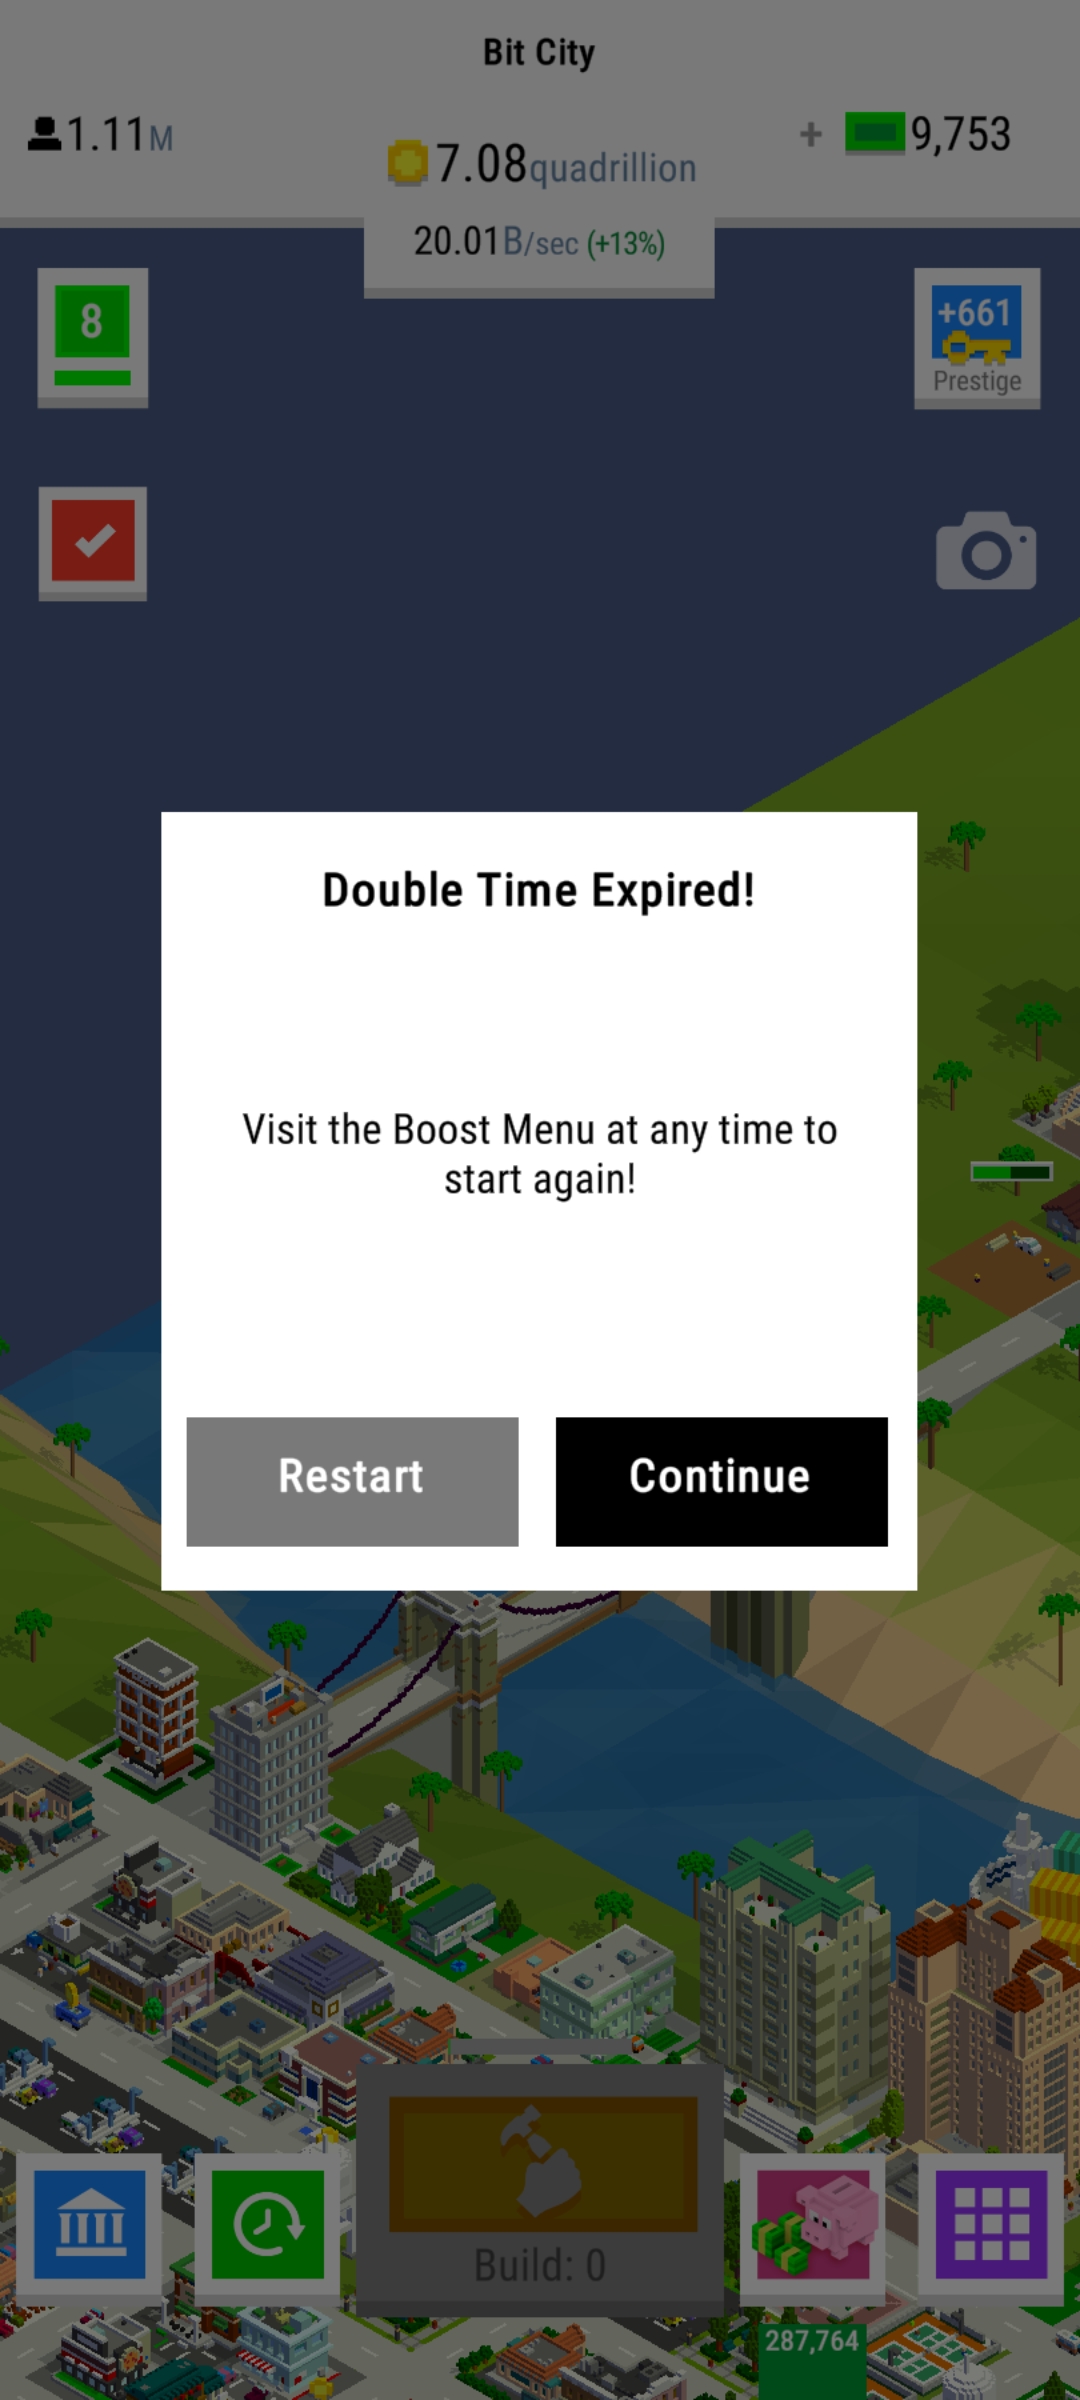 Bit City
1.11M
7.08quadrillion
+ 9,753
20.01B/sec (+13%)
8
+661
Prestige
Double Time Expired!
Visit the Boost Menu at any time to
start again!
Restart
Continue
Build: 0
287,764